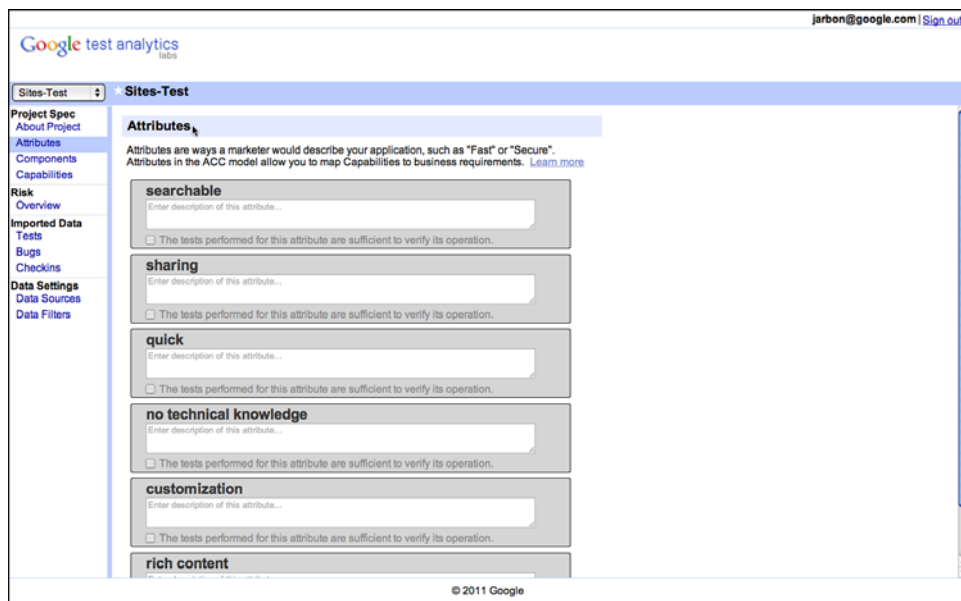 jarbon@google.com | Sign out
Google test analytics
labs
Sites-Test
Sites-Test
Project Spec
About Project
Attributes
Components
Capabilities
Risk
Overview
Imported Data
Tests
Bugs
Checkins
Data Settings
Data Sources
Data Filters
Attributes
Attributes are ways a marketer would describe your application, such as "Fast" or "Secure".
Attributes in the ACC model allow you to map Capabilities to business requirements. Learn more
searchable
Enter description of this attribute...
The tests performed for this attribute are sufficient to verify its operation.
sharing
Enter description of this attribute...
The tests performed for this attribute are sufficient to verify its operation.
quick
Enter description of this attribute...
The tests performed for this attribute are sufficient to verify its operation.
no technical knowledge
Enter description of this attribute...
The tests performed for this attribute are sufficient to verify its operation.
customization
Enter description of this attribute...
The tests performed for this attribute are sufficient to verify its operation.
rich content
© 2011 Google